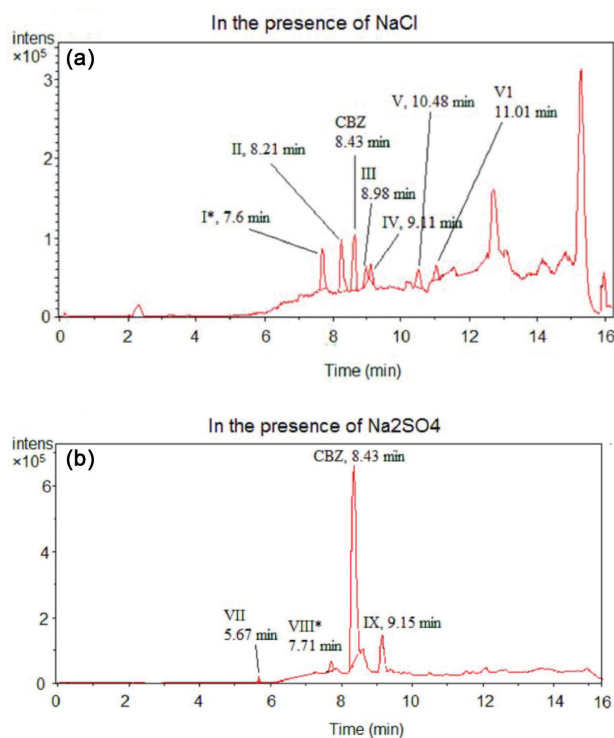 In the presence of NaCl
intens
×10⁵
(a)
V, 10.48 min
V1
11.01 min
CBZ
8.43 min
II, 8.21 min
III
8.98 min
I*, 7.6 min
IV, 9.11 min
3
2
1
0
0 2 4 6 8 10 12 14 16
Time (min)
In the presence of Na2SO4
intens
×10⁵
(b)
CBZ, 8.43 min
VII
5.67 min
VIII*
7.71 min
IX, 9.15 min
6
4
2
0
0 2 4 6 8 10 12 14 16
Time (min)